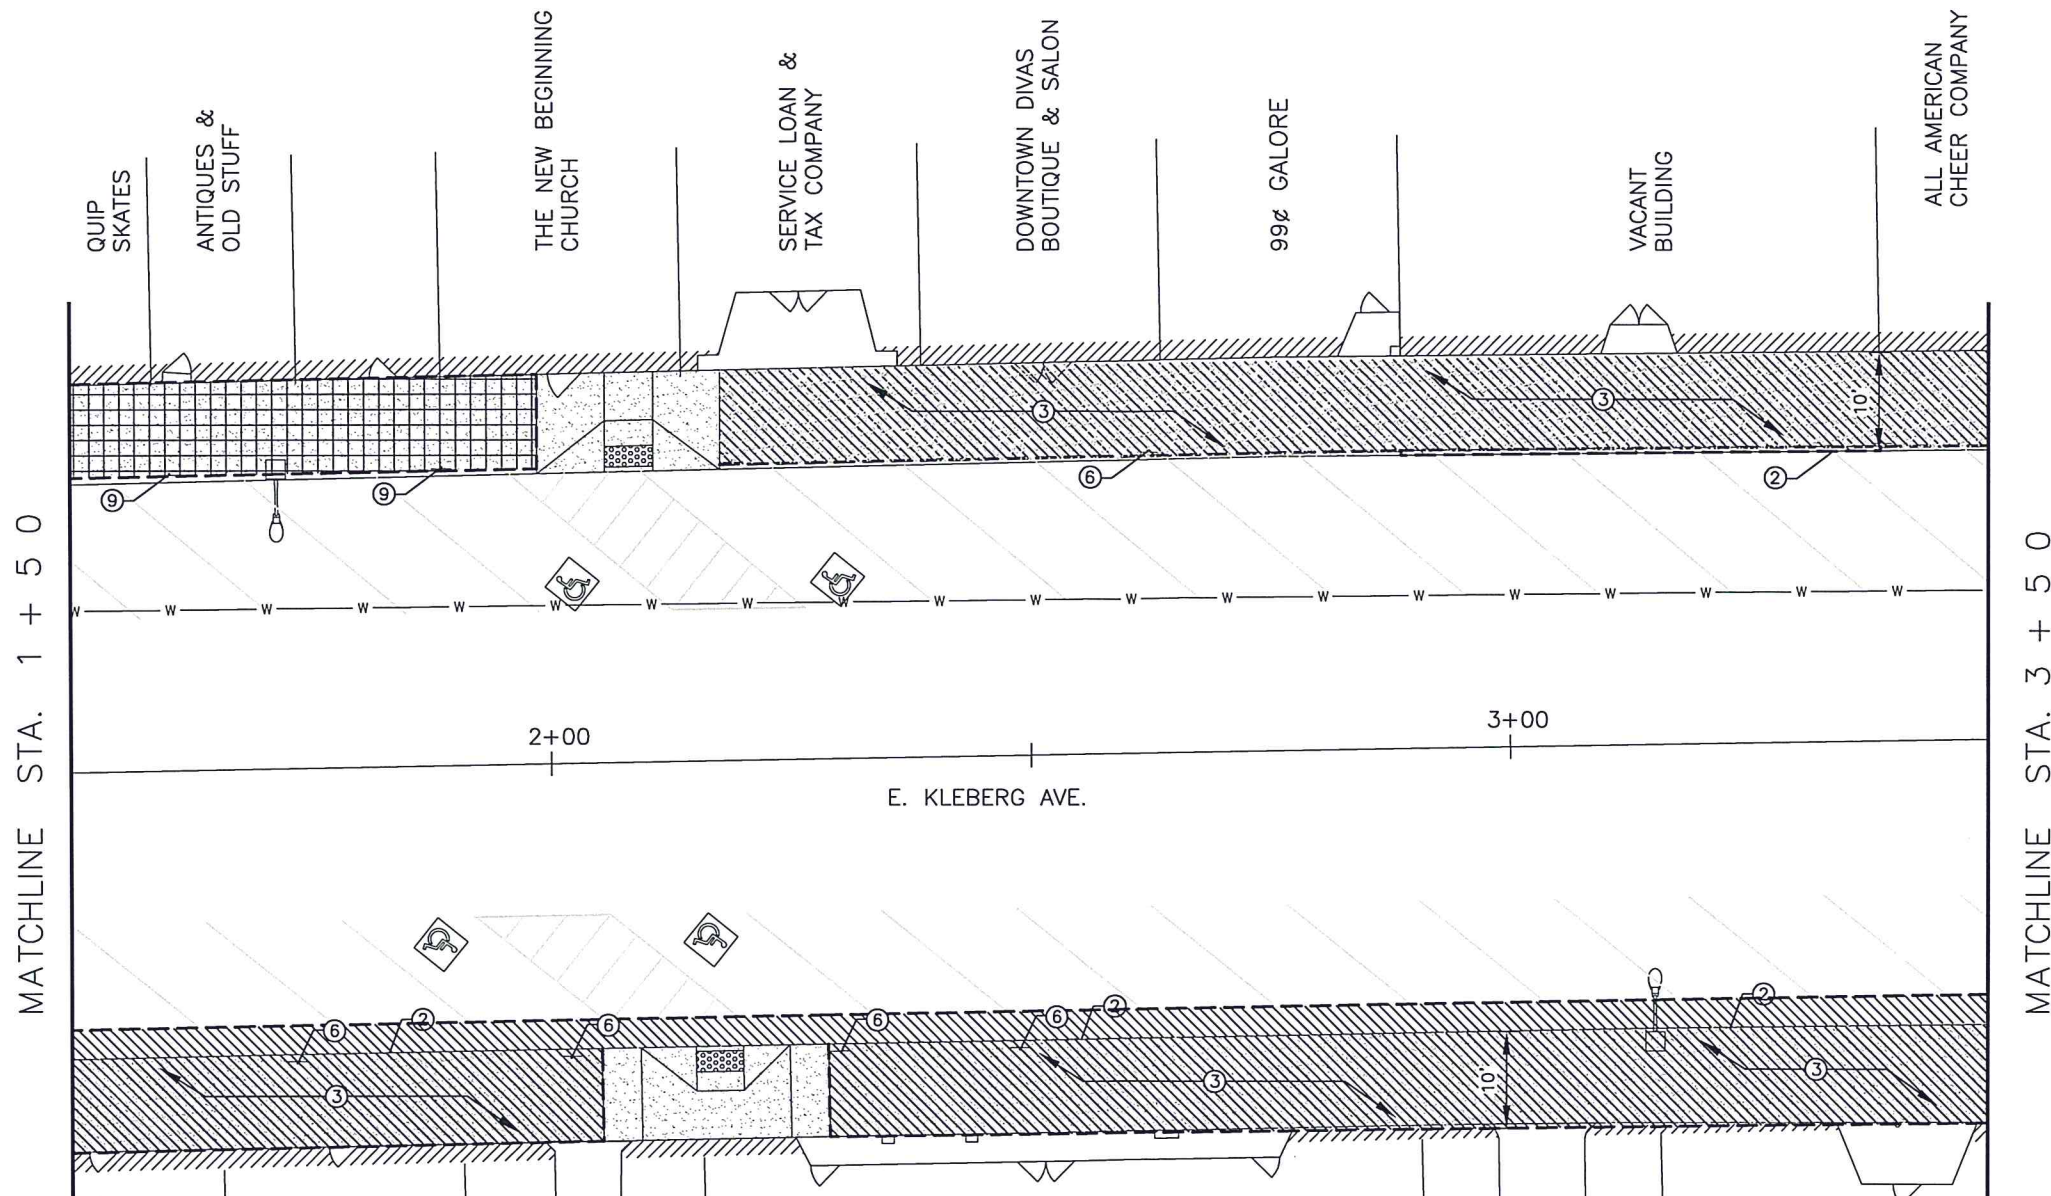 QUIP
SKATES
ANTIQUES &
OLD STUFF
THE NEW BEGINNING
CHURCH
SERVICE LOAN &
TAX COMPANY
DOWNTOWN DIVAS
BOUTIQUE & SALON
99¢ GALORE
VACANT
BUILDING
ALL AMERICAN
CHEER COMPANY
3
3
10'
9
9
6
2
W W W W W W W W W W W W W W W W W W W W
MATCHLINE STA. 1+50
2+00
3+00
E. KLEBERG AVE.
MATCHLINE STA. 3+50
6
2
6
6
6
2
2
3
3
10'
3